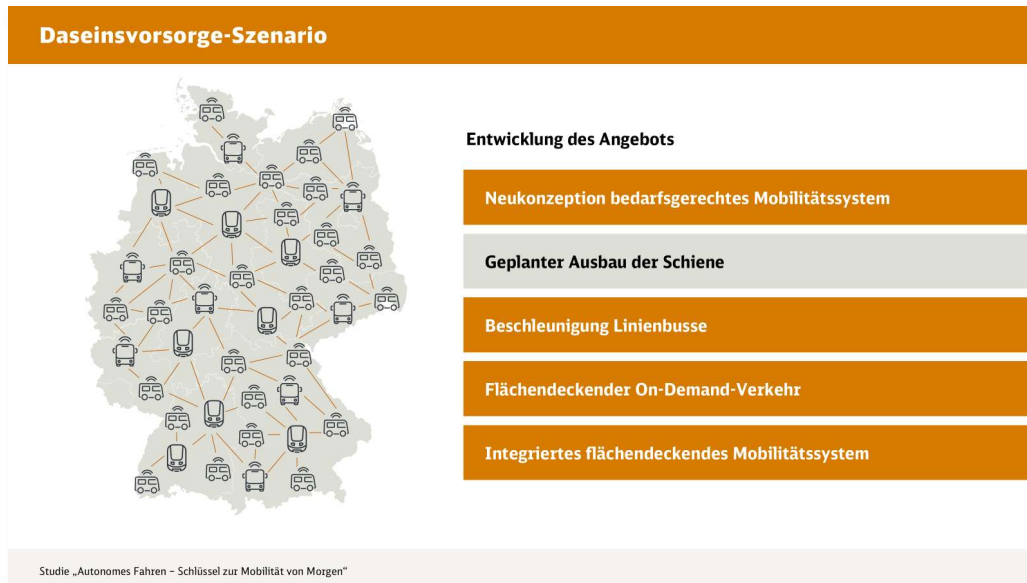 Daseinsvorsorge-Szenario
Entwicklung des Angebots
Neukonzeption bedarfsgerechtes Mobilitätssystem
Geplanter Ausbau der Schiene
Beschleunigung Linienbusse
Flächendeckender On-Demand-Verkehr
Integriertes flächendeckendes Mobilitätssystem
Studie „Autonomes Fahren – Schlüssel zur Mobilität von Morgen“